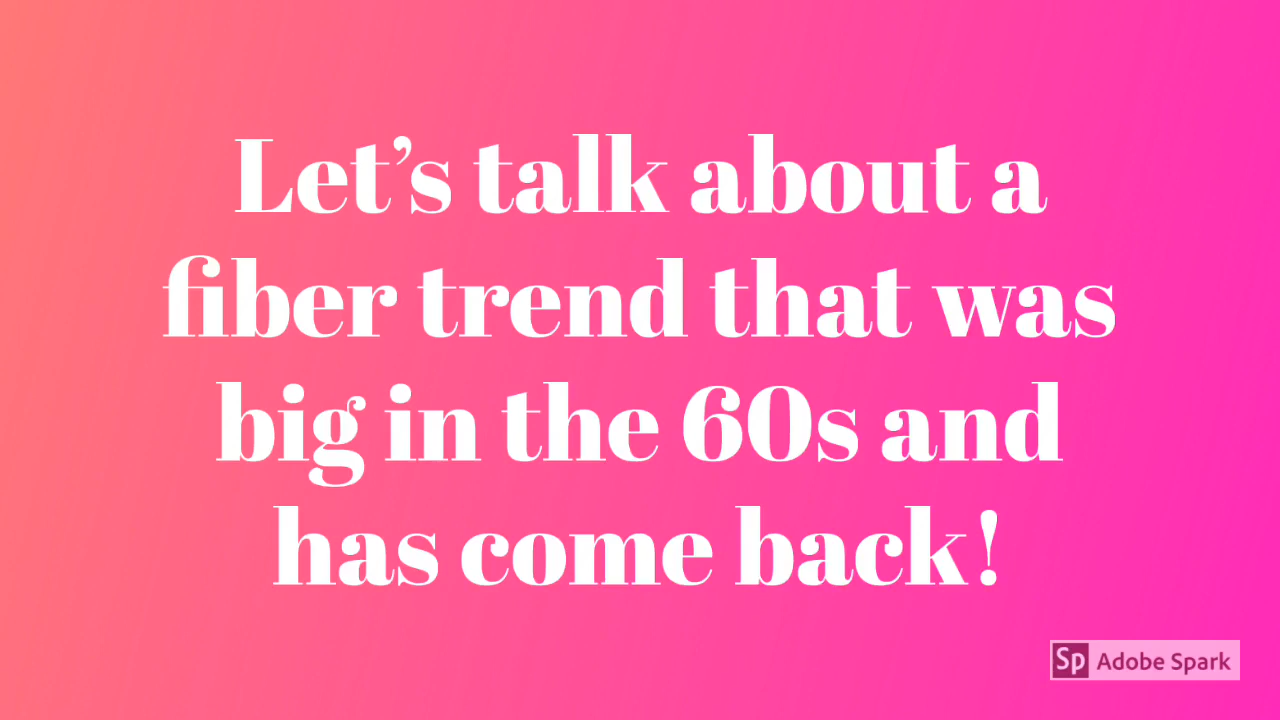 Let’s talk about a
fiber trend that was
big in the 60s and
has come back!
Sp Adobe Spark